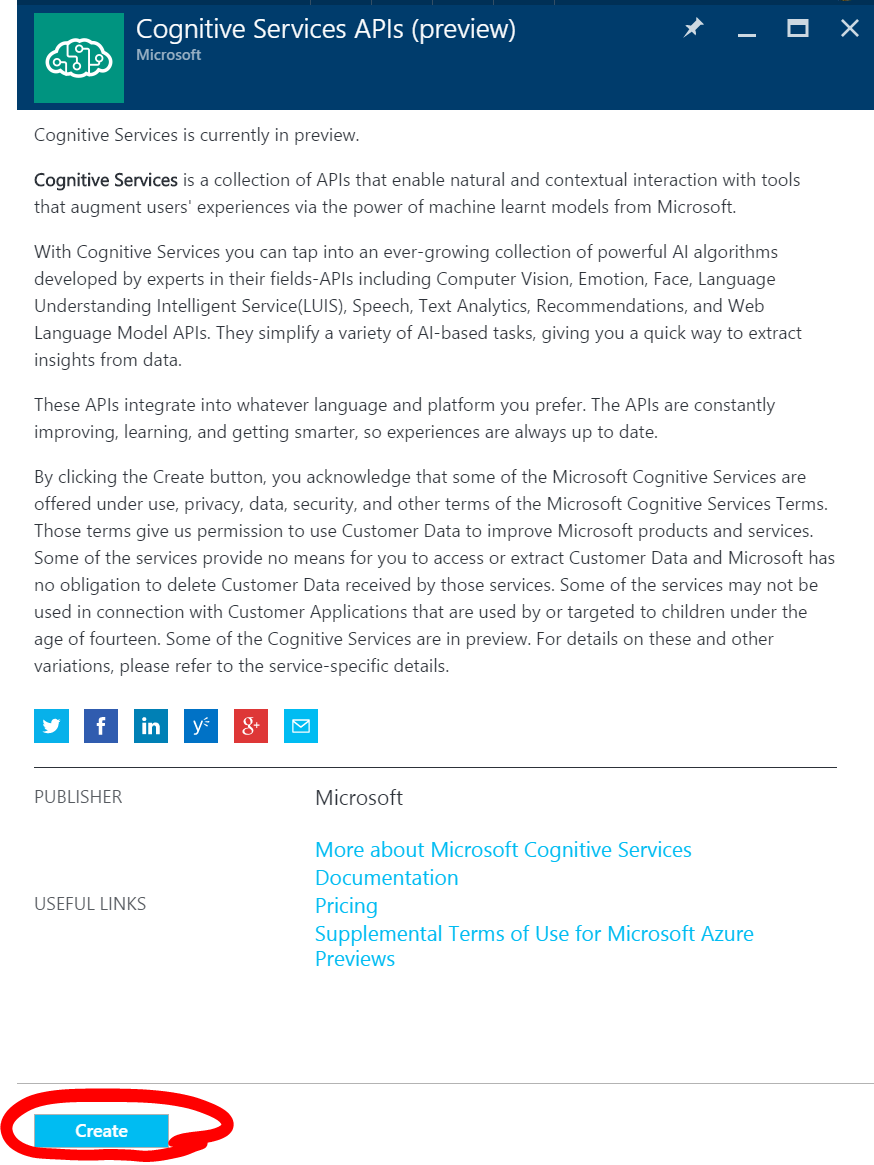 Cognitive Services APIs (preview)
Microsoft
Cognitive Services is currently in preview.
Cognitive Services is a collection of APIs that enable natural and contextual interaction with tools
that augment users' experiences via the power of machine learnt models from Microsoft.
With Cognitive Services you can tap into an ever-growing collection of powerful AI algorithms
developed by experts in their fields-APIs including Computer Vision, Emotion, Face, Language
Understanding Intelligent Service(LUIS), Speech, Text Analytics, Recommendations, and Web
Language Model APIs. They simplify a variety of AI-based tasks, giving you a quick way to extract
insights from data.
These APIs integrate into whatever language and platform you prefer. The APIs are constantly
improving, learning, and getting smarter, so experiences are always up to date.
By clicking the Create button, you acknowledge that some of the Microsoft Cognitive Services are
offered under use, privacy, data, security, and other terms of the Microsoft Cognitive Services Terms.
Those terms give us permission to use Customer Data to improve Microsoft products and services.
Some of the services provide no means for you to access or extract Customer Data and Microsoft has
no obligation to delete Customer Data received by those services. Some of the services may not be
used in connection with Customer Applications that are used by or targeted to children under the
age of fourteen. Some of the Cognitive Services are in preview. For details on these and other
variations, please refer to the service-specific details.
f in y g+
PUBLISHER Microsoft
More about Microsoft Cognitive Services
Documentation
USEFUL LINKS Pricing
Supplemental Terms of Use for Microsoft Azure
Previews
Create